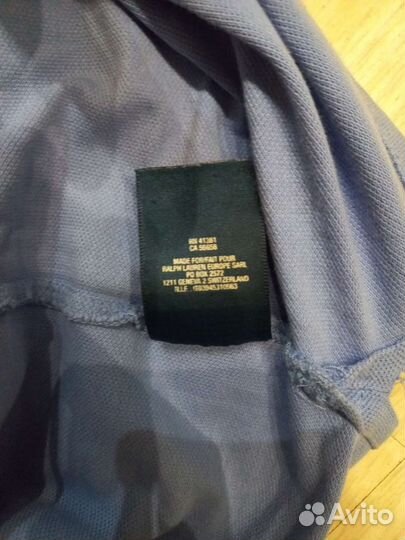 RN 41381
CA 56658
MADE FOR/FAIT POUR
RALPH LAUREN EUROPE SARL
PO BOX 2572
1211 GENEVA 2 SWITZERLAND
Avito